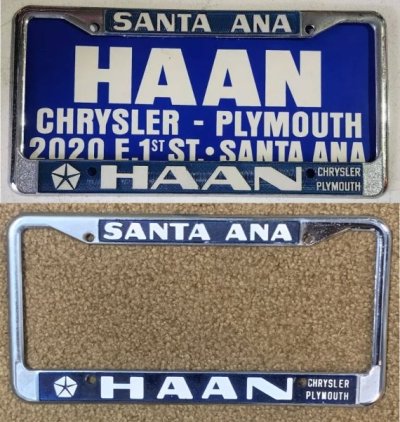 SANTA ANA
HAAN
CHRYSLER - PLYMOUTH
2020 E. 1ST ST. • SANTA ANA
HAAN CHRYSLER
PLYMOUTH
SANTA ANA
HAAN CHRYSLER
PLYMOUTH